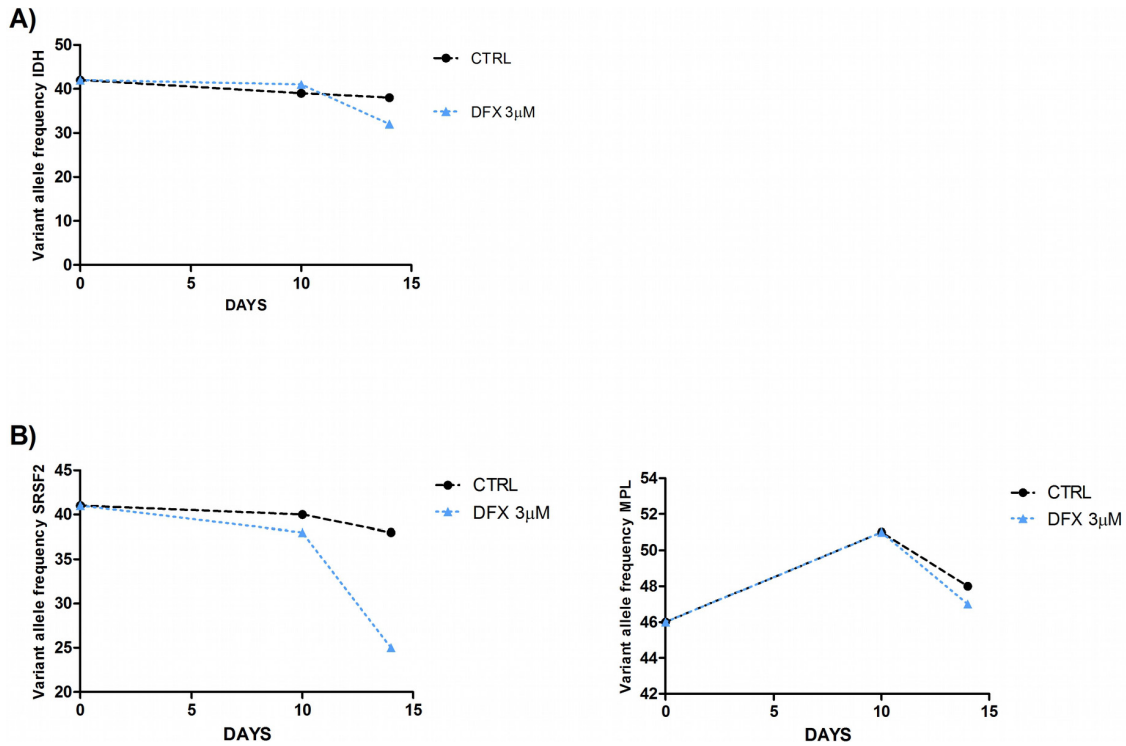 A)
Variant allele frequency IDH
50
40
30
20
10
0
0 5 10 15
DAYS
CTRL
DFX 3μM
B)
Variant allele frequency SRSF2
45
40
35
30
25
20
0 5 10 15
DAYS
CTRL
DFX 3μM
Variant allele frequency MPL
54
52
50
48
46
44
42
0 5 10 15
DAYS
CTRL
DFX 3μM